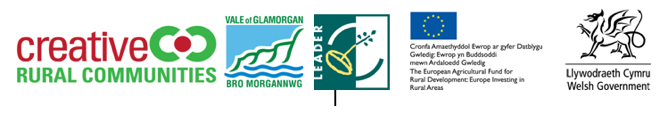 creative
RURAL COMMUNITIES
VALE of GLAMORGAN
BRO MORGANNWG
LEADER
Cronfa Amaethyddol Ewrop ar gyfer Datblygu
Gwledig: Ewrop yn Buddsoddi
mewn Ardaloedd Gwledig
The European Agricultural Fund for
Rural Development: Europe Investing in
Rural Areas
Llywodraeth Cymru
Welsh Government